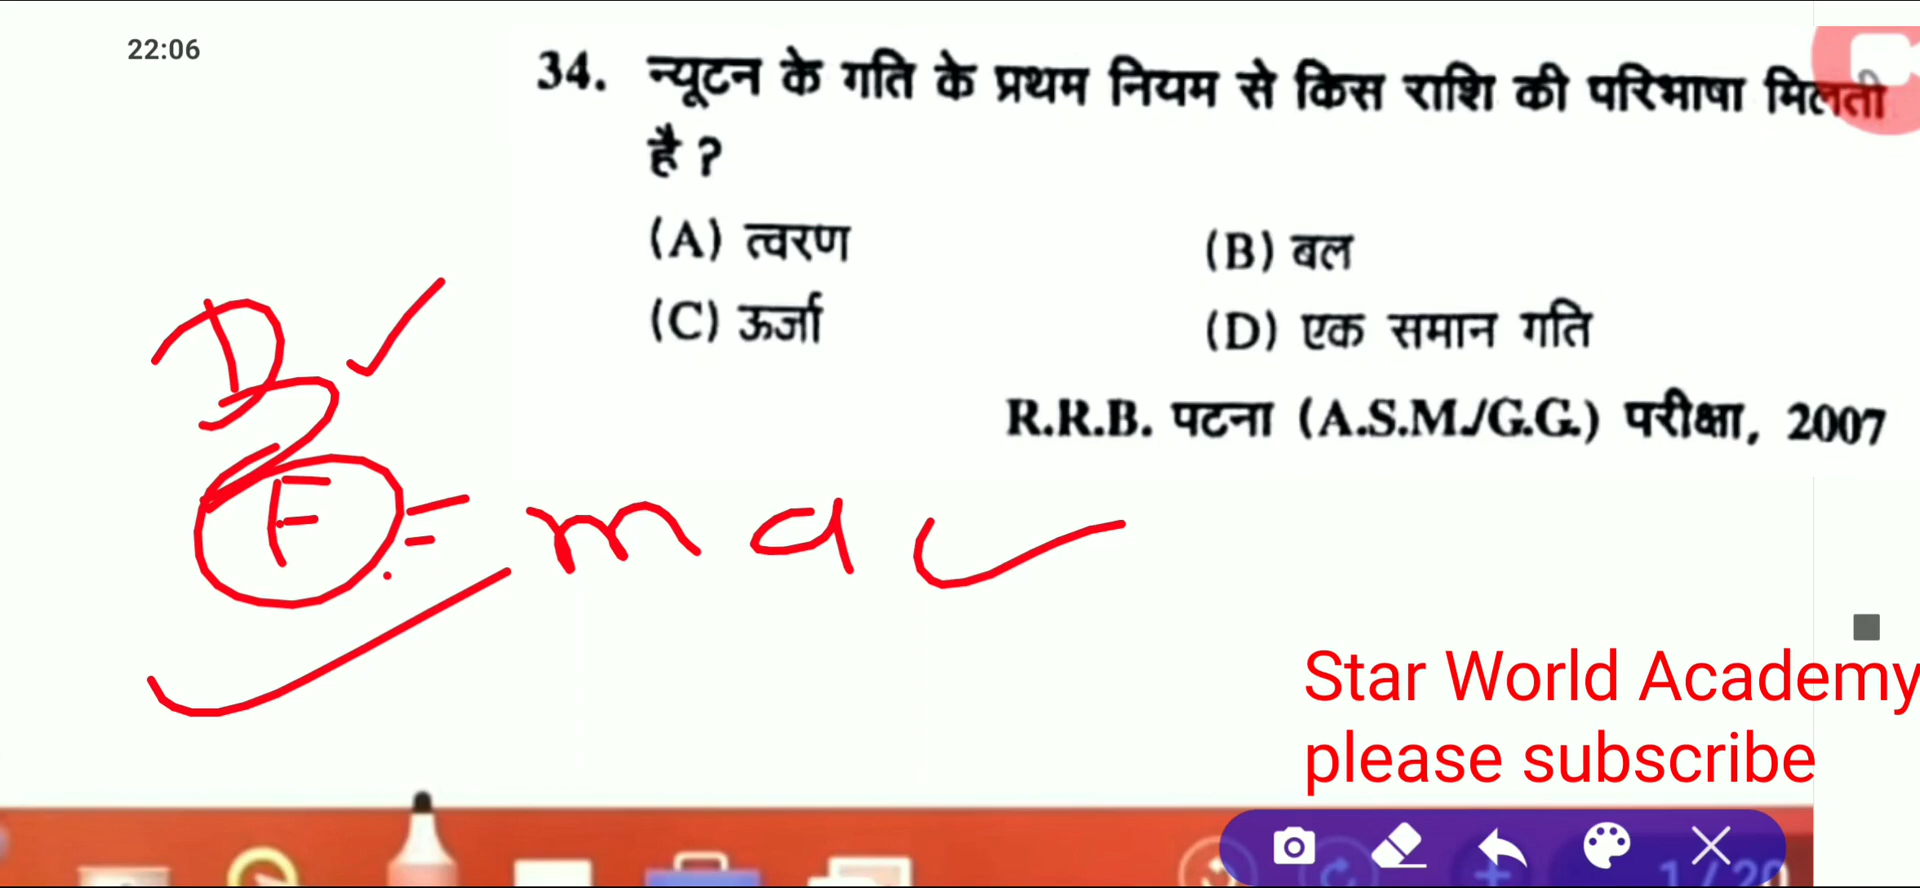 22:06
34. न्यूटन के गति के प्रथम नियम से किस राशि की परिभाषा मिलती
है ?
(A) त्वरण (B) बल
(C) ऊर्जा (D) एक समान गति
R.R.B. पटना (A.S.M./G.G.) परीक्षा, 2007
F = ma
Star World Academy
please subscribe